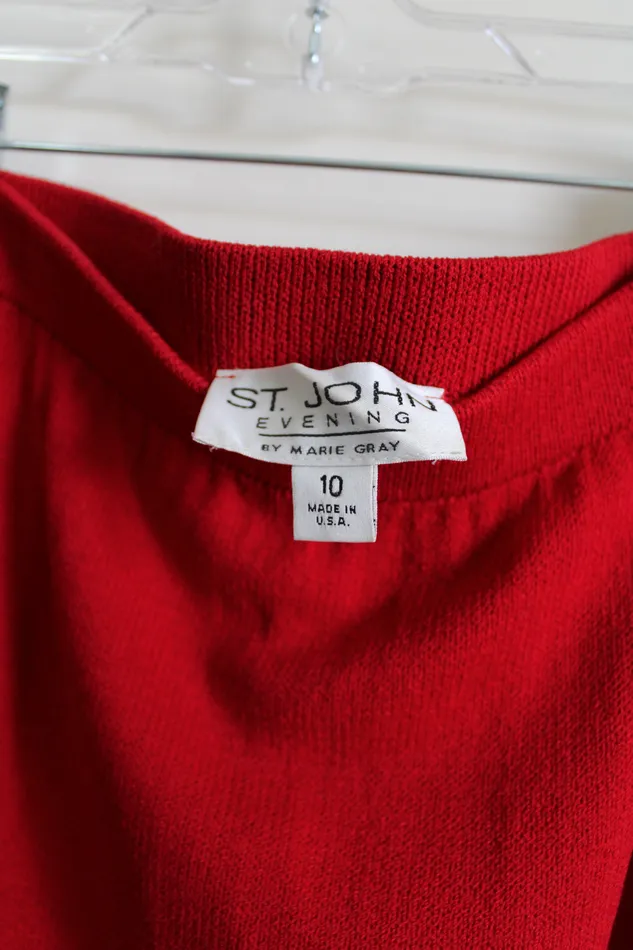 ST. JOHN
EVENING
BY MARIE GRAY
10
MADE IN
U.S.A.